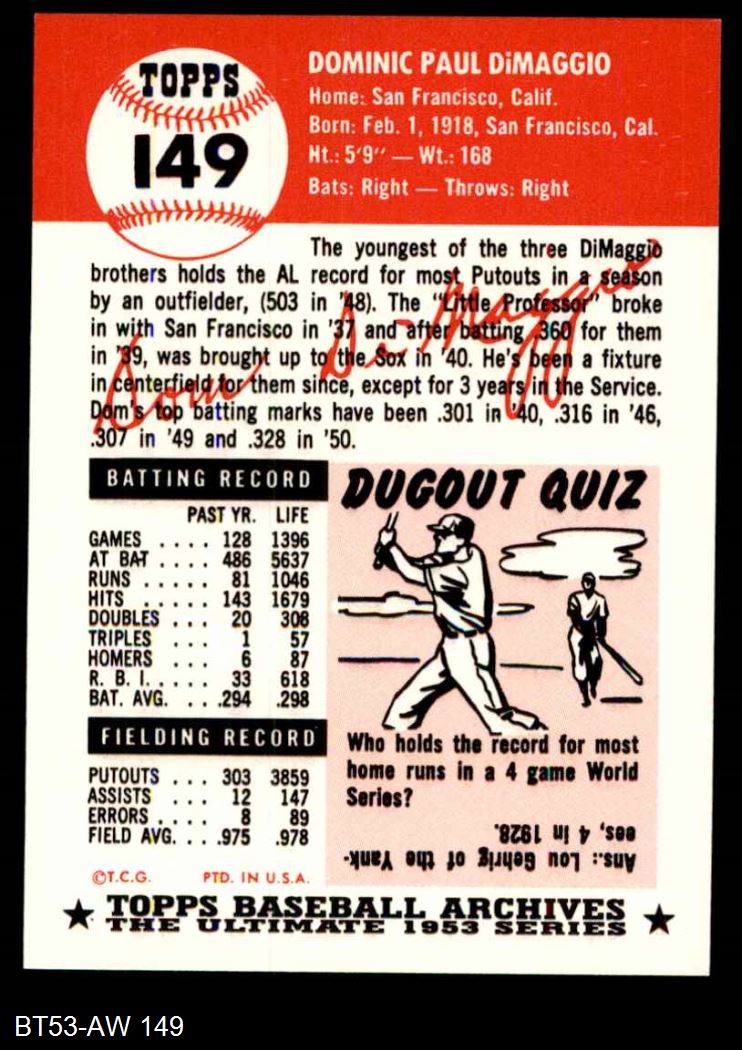 TOPPS
149
DOMINIC PAUL DiMAGGIO
Home: San Francisco, Calif.
Born: Feb. 1, 1918, San Francisco, Cal.
Ht.: 5'9'' — Wt.: 168
Bats: Right — Throws: Right
The youngest of the three DiMaggio
brothers holds the AL record for most Putouts in a season
by an outfielder, (503 in '48). The "Little Professor" broke
in with San Francisco in '37 and after batting .360 for them
in '39, was brought up to the Sox in '40. He's been a fixture
in centerfield for them since, except for 3 years in the Service.
Dom's top batting marks have been .301 in '40, .316 in '46,
.307 in '49 and .328 in '50.
Dom DiMaggio
BATTING RECORD
PAST YR. LIFE
GAMES .... 128 1396
AT BAT .... 486 5637
RUNS ..... 81 1046
HITS ..... 143 1679
DOUBLES ... 20 308
TRIPLES ... 1 57
HOMERS ... 6 87
R. B. I. .... 33 618
BAT. AVG. ... .294 .298
FIELDING RECORD
PUTOUTS ... 303 3859
ASSISTS .... 12 147
ERRORS .... 8 89
FIELD AVG. ... .975 .978
©T.C.G. PTD. IN U.S.A.
DUGOUT QUIZ
Who holds the record for most
home runs in a 4 game World
Series?
Ans.: Lou Gehrig of the Yank-
ees, 4 in 1928.
★ TOPPS BASEBALL ARCHIVES ★
THE ULTIMATE 1953 SERIES
BT53-AW 149